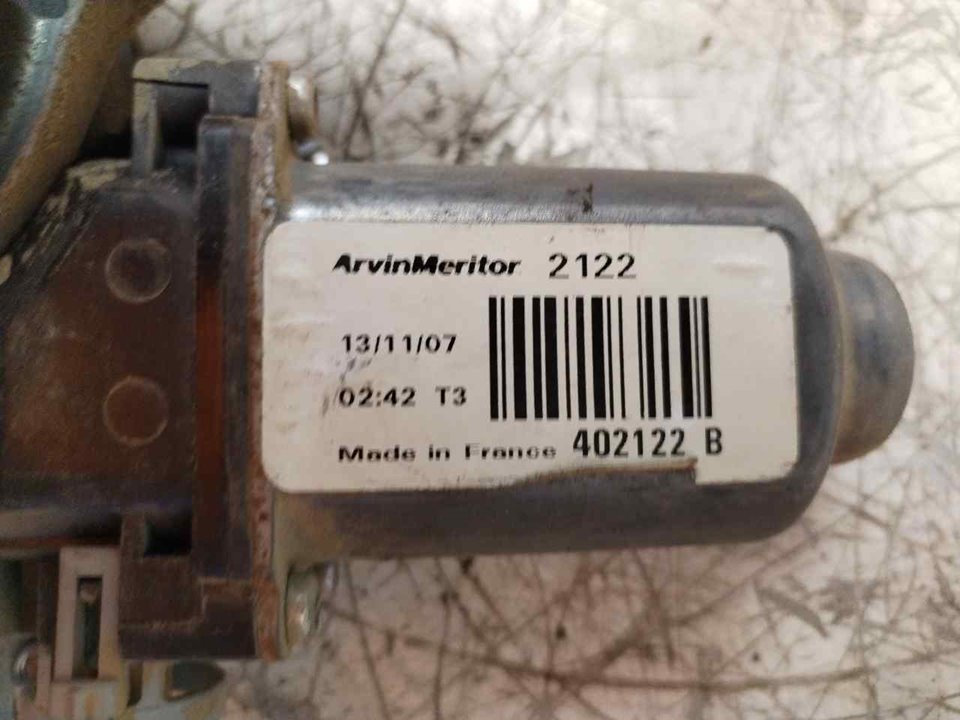 ArvinMeritor 2122
13/11/07
02:42 T3
Made in France 402122 B